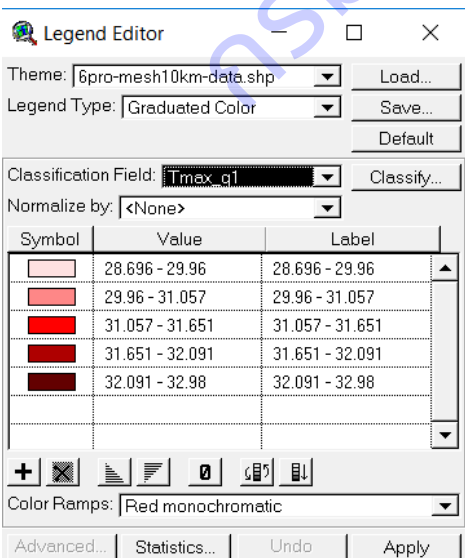 Legend Editor
Theme: 6pro-mesh10km-data.shp Load...
Legend Type: Graduated Color Save...
Default
Classification Field: Tmax_q1 Classify...
Normalize by: <None>
Symbol Value Label
28.696 - 29.96 28.696 - 29.96
29.96 - 31.057 29.96 - 31.057
31.057 - 31.651 31.057 - 31.651
31.651 - 32.091 31.651 - 32.091
32.091 - 32.98 32.091 - 32.98
Color Ramps: Red monochromatic
Advanced... Statistics... Undo Apply